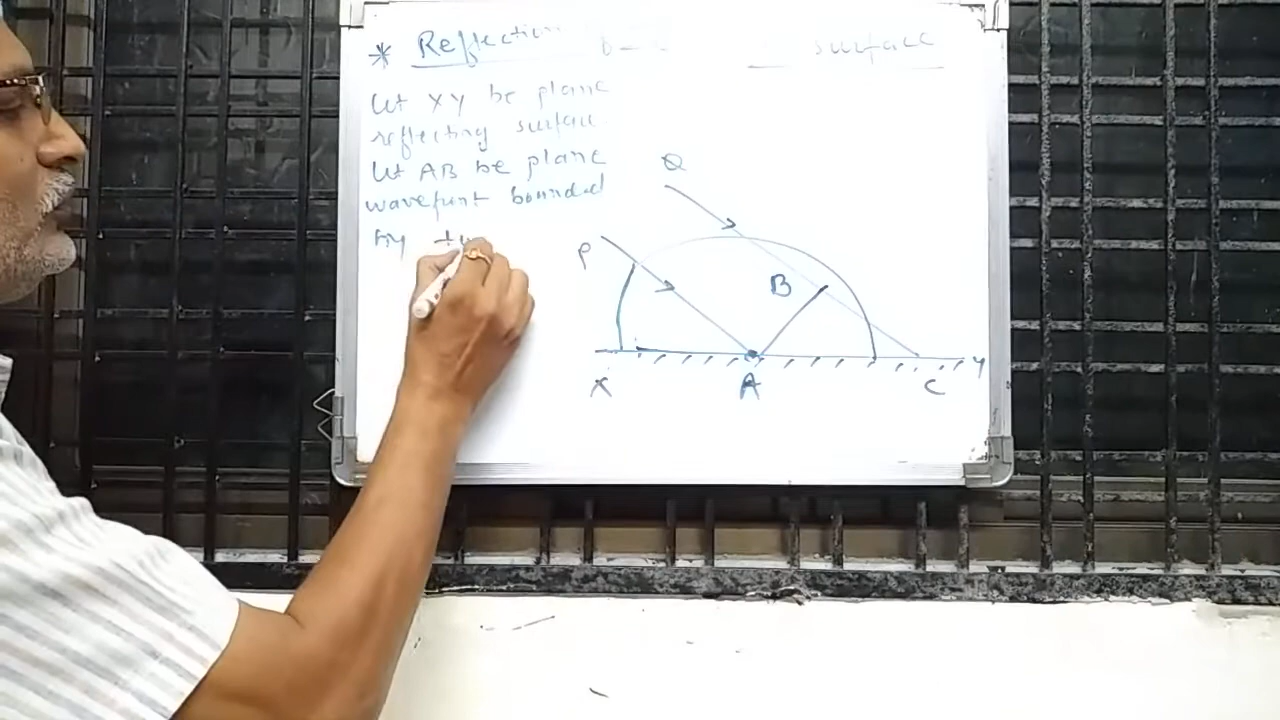 * Reflection surface
Let XY be plane
reflecting surface.
Let AB be plane
wavefront bounded
by
Q
P
B
X A C Y